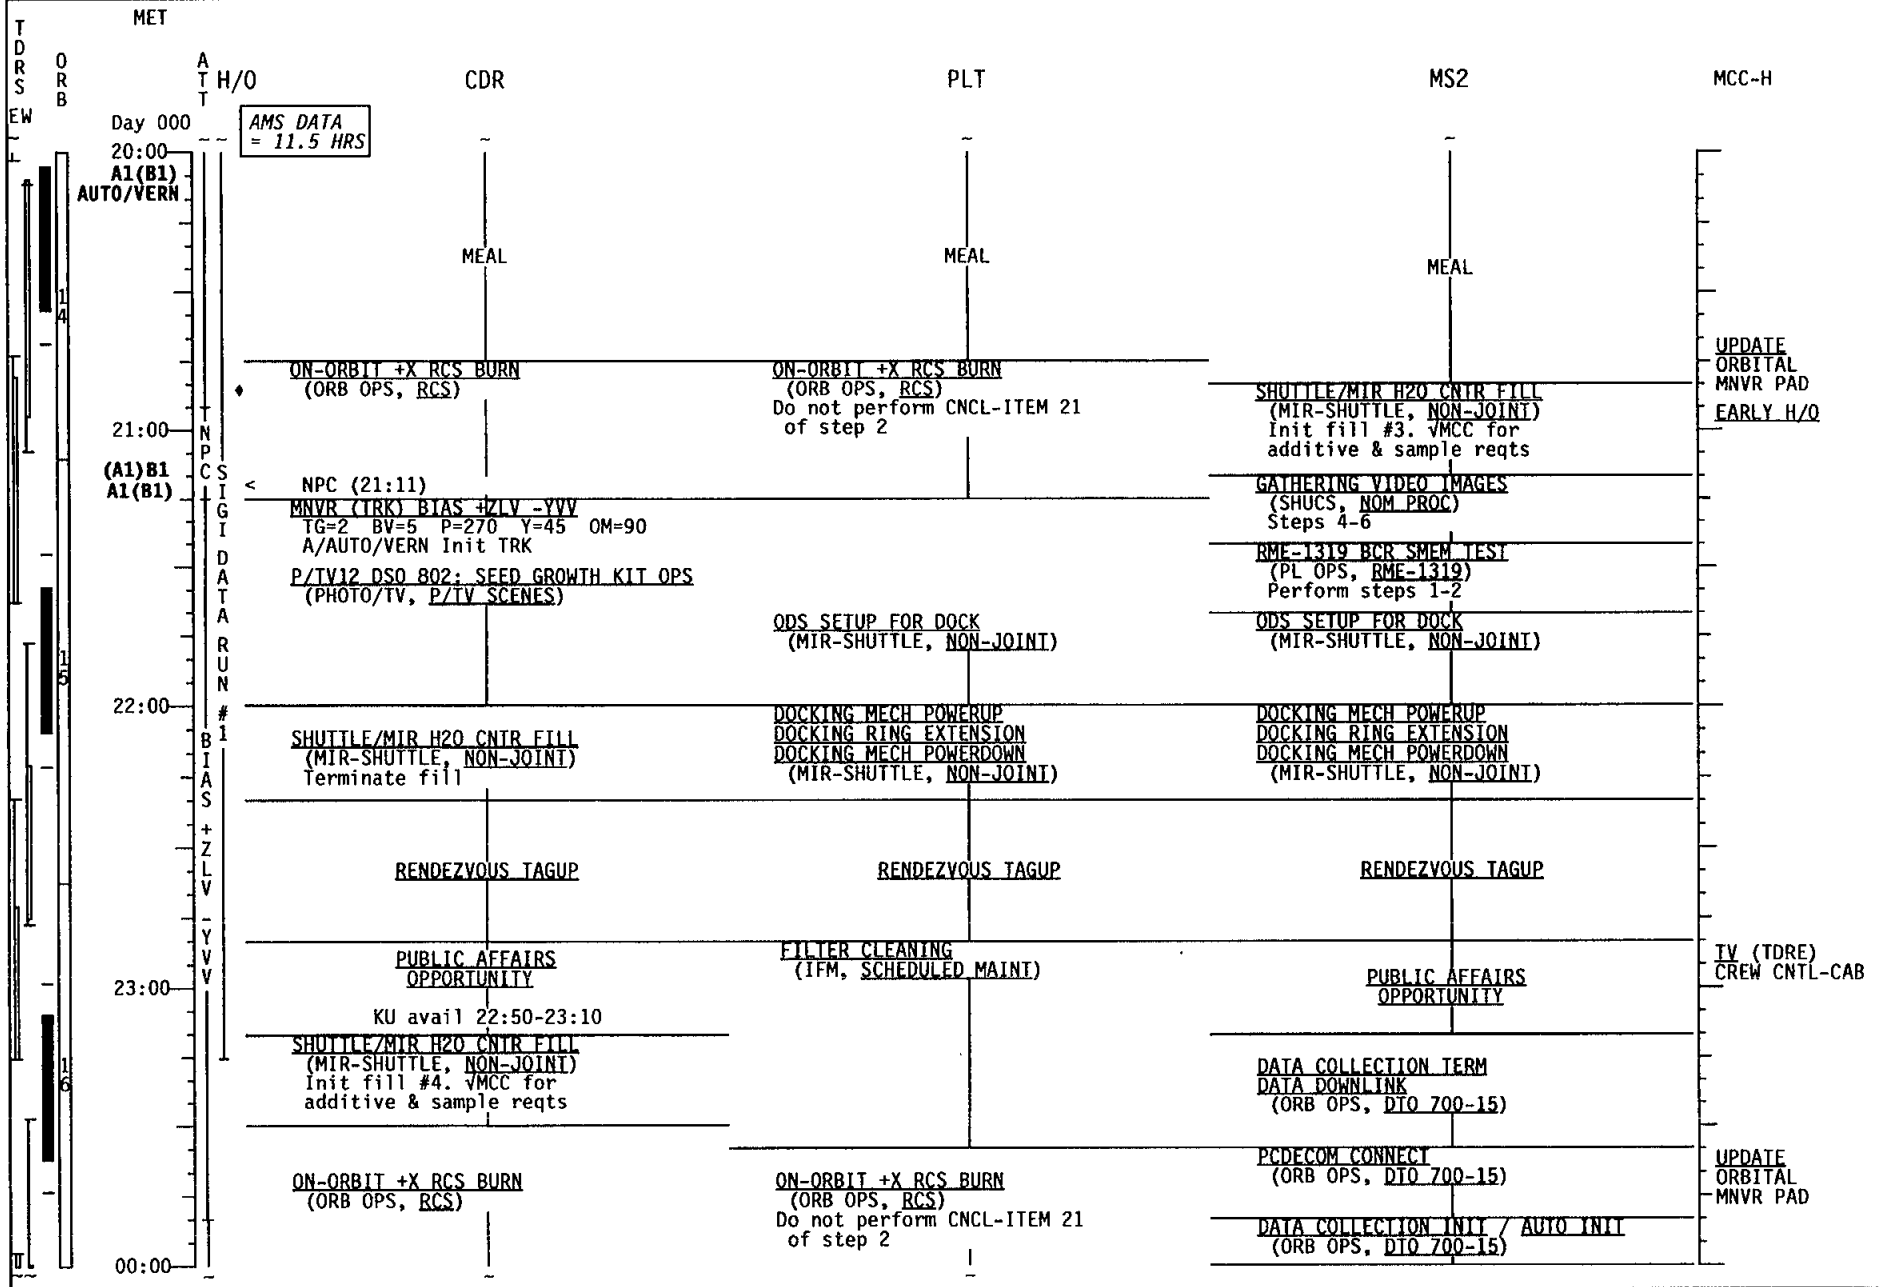 MET
TDRS
ORB
ATT
H/O
CDR
PLT
MS2
MCC-H
EW
Day 000
AMS DATA
= 11.5 HRS
20:00
A1(B1)
AUTO/VERN
MEAL
MEAL
MEAL
14
UPDATE
ORBITAL
MNVR PAD
EARLY H/O
ON-ORBIT +X RCS BURN
(ORB OPS, RCS)
ON-ORBIT +X RCS BURN
(ORB OPS, RCS)
Do not perform CNCL-ITEM 21
of step 2
SHUTTLE/MIR H2O CNTR FILL
(MIR-SHUTTLE, NON-JOINT)
Init fill #3. √MCC for
additive & sample reqts
21:00
TNPC
(A1)B1
A1(B1)
< NPC (21:11)
MNVR (TRK) BIAS +ZLV -YVV
TG=2 BV=5 P=270 Y=45 OM=90
A/AUTO/VERN Init TRK
P/TV12 DSO 802: SEED GROWTH KIT OPS
(PHOTO/TV, P/TV SCENES)
GATHERING VIDEO IMAGES
(SHUCS, NOM PROC)
Steps 4-6
RME-1319 BCR SMEM TEST
(PL OPS, RME-1319)
Perform steps 1-2
SIGI DATA RUN #1
15
ODS SETUP FOR DOCK
(MIR-SHUTTLE, NON-JOINT)
ODS SETUP FOR DOCK
(MIR-SHUTTLE, NON-JOINT)
22:00
BIAS +ZLV -YVV
SHUTTLE/MIR H2O CNTR FILL
(MIR-SHUTTLE, NON-JOINT)
Terminate fill
DOCKING MECH POWERUP
DOCKING RING EXTENSION
DOCKING MECH POWERDOWN
(MIR-SHUTTLE, NON-JOINT)
DOCKING MECH POWERUP
DOCKING RING EXTENSION
DOCKING MECH POWERDOWN
(MIR-SHUTTLE, NON-JOINT)
RENDEZVOUS TAGUP
RENDEZVOUS TAGUP
RENDEZVOUS TAGUP
PUBLIC AFFAIRS
OPPORTUNITY
KU avail 22:50-23:10
FILTER CLEANING
(IFM, SCHEDULED MAINT)
PUBLIC AFFAIRS
OPPORTUNITY
TV (TDRE)
CREW CNTL-CAB
23:00
16
SHUTTLE/MIR H2O CNTR FILL
(MIR-SHUTTLE, NON-JOINT)
Init fill #4. √MCC for
additive & sample reqts
DATA COLLECTION TERM
DATA DOWNLINK
(ORB OPS, DTO 700-15)
ON-ORBIT +X RCS BURN
(ORB OPS, RCS)
ON-ORBIT +X RCS BURN
(ORB OPS, RCS)
Do not perform CNCL-ITEM 21
of step 2
PCDECOM CONNECT
(ORB OPS, DTO 700-15)
DATA COLLECTION INIT / AUTO INIT
(ORB OPS, DTO 700-15)
UPDATE
ORBITAL
MNVR PAD
00:00